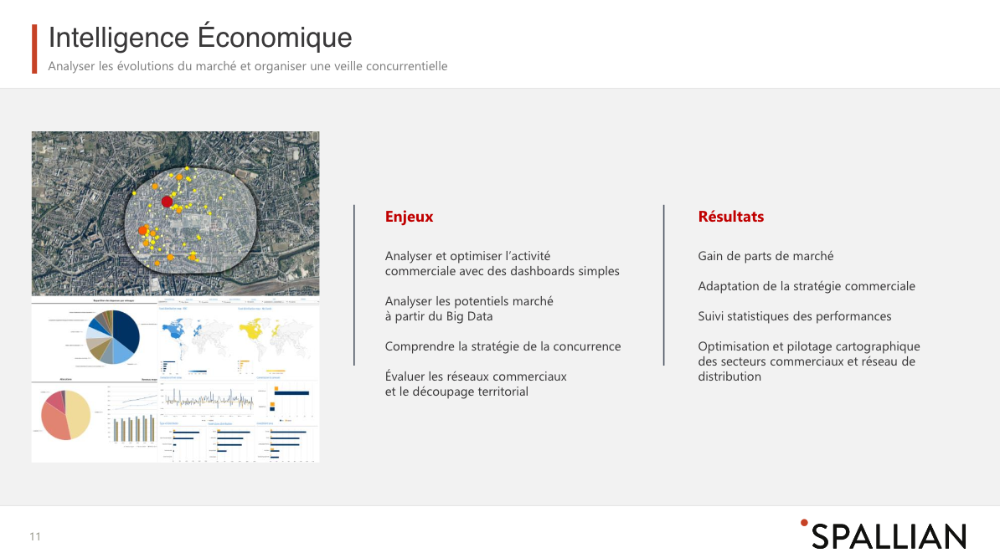 Intelligence Économique
Analyser les évolutions du marché et organiser une veille concurrentielle
Enjeux
Analyser et optimiser l’activité
commerciale avec des dashboards simples
Analyser les potentiels marché
à partir du Big Data
Comprendre la stratégie de la concurrence
Évaluer les réseaux commerciaux
et le découpage territorial
Résultats
Gain de parts de marché
Adaptation de la stratégie commerciale
Suivi statistiques des performances
Optimisation et pilotage cartographique
des secteurs commerciaux et réseau de
distribution
11
SPALLIAN